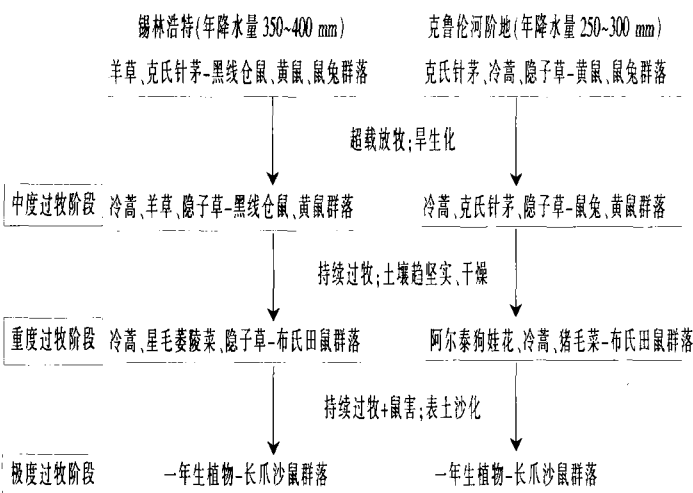 锡林浩特(年降水量 350~400 mm) 克鲁伦河阶地(年降水量 250~300 mm)
羊草、克氏针茅-黑线仓鼠、黄鼠、鼠兔群落 克氏针茅、冷蒿、隐子草-黄鼠、鼠兔群落
超载放牧;旱生化
中度过牧阶段 冷蒿、羊草、隐子草-黑线仓鼠、黄鼠群落 冷蒿、克氏针茅、隐子草-鼠兔、黄鼠群落
持续过牧;土壤趋坚实、干燥
重度过牧阶段 冷蒿、星毛萎陵菜、隐子草-布氏田鼠群落 阿尔泰狗娃花、冷蒿、猪毛菜-布氏田鼠群落
持续过牧+鼠害;表土沙化
极度过牧阶段 一年生植物-长爪沙鼠群落 一年生植物-长爪沙鼠群落